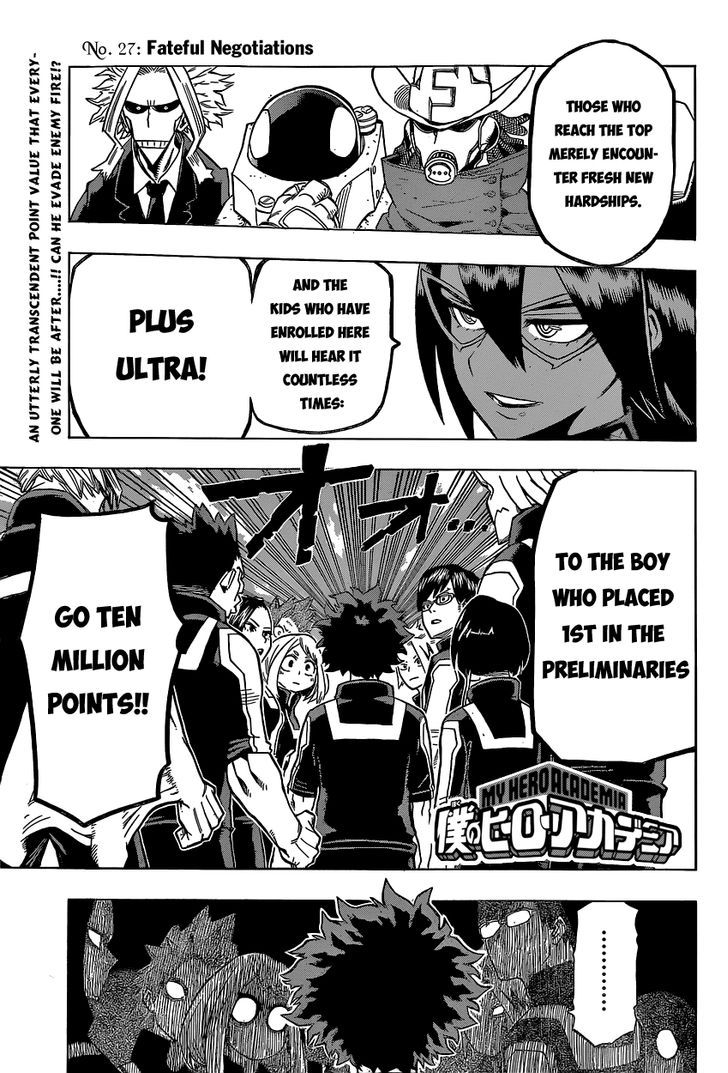 No. 27: Fateful Negotiations
AN UTTERLY TRANSCENDENT POINT VALUE THAT EVERY-
ONE WILL BE AFTER....!! CAN HE EVADE ENEMY FIRE!?
THOSE WHO
REACH THE TOP
MERELY ENCOUN-
TER FRESH NEW
HARDSHIPS.
S
AND THE
KIDS WHO HAVE
ENROLLED HERE
WILL HEAR IT
COUNTLESS
TIMES:
PLUS
ULTRA!
オオ...
TO THE BOY
WHO PLACED
1ST IN THE
PRELIMINARIES
GO TEN
MILLION
POINTS!!
MY HERO ACADEMIA
僕のヒーローアカデミア
.........